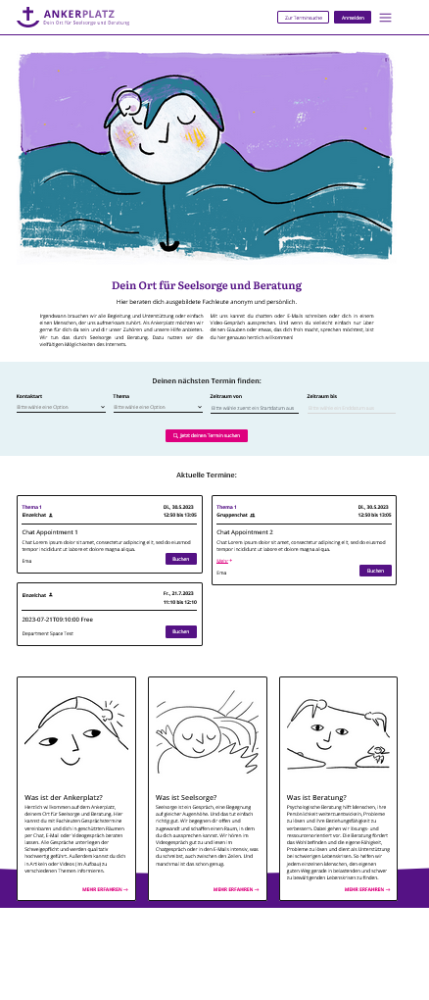 ANKERPLATZ
Dein Ort für Seelsorge und Beratung
Zur Terminsuche
Anmelden
Dein Ort für Seelsorge und Beratung
Hier beraten dich ausgebildete Fachleute anonym und persönlich.
Irgendwann brauchen wir alle Begleitung und Unterstützung oder einfach
einen Menschen, der uns aufmerksam zuhört. Als Ankerplatz möchten wir
gerne für dich da sein und dir unser Zuhören und unsere Hilfe anbieten.
Wir tun das durch Seelsorge und Beratung. Dazu nutzen wir die
vielfältigen Möglichkeiten des Internets.
Mit uns kannst du chatten oder E-Mails schreiben oder dich in einem
Video-Gespräch austauschen. Und wenn du vielleicht einfach nur über
den Glauben oder etwas, das dich froh macht, sprechen möchtest, bist
du hier genauso herzlich willkommen!
Deinen nächsten Termin finden:
Kontaktart
Thema
Zeitraum von
Zeitraum bis
Bitte wähle eine Option
Bitte wähle eine Option
Bitte wähle zuerst ein Startdatum aus
Jetzt deinen Termin suchen
Aktuelle Termine:
Thema 1
Di., 30.5.2023
Einzelchat
12:50 bis 13:05
Chat Appointment 1
Chat Lorem ipsum dolor sit amet, consectetur adipiscing elit, sed do eiusmod
tempor incididunt ut labore et dolore magna aliqua.
Ema
Buchen
Thema 1
Di., 30.5.2023
Gruppenchat
12:50 bis 13:05
Chat Appointment 2
Chat Lorem ipsum dolor sit amet, consectetur adipiscing elit, sed do eiusmod
tempor incididunt ut labore et dolore magna aliqua.
Mehr
Ema
Buchen
Einzelchat
Fr., 21.7.2023
11:10 bis 12:10
2023-07-21T09:10:00 Free
Department Space Test
Buchen
Was ist der Ankerplatz?
Herzlich willkommen auf dem Ankerplatz,
deinem Ort für Seelsorge und Beratung. Hier
kannst du mit Fachleuten Gesprächstermine
vereinbaren und dich in geschützten Räumen
per Chat, E-Mail oder Videogespräch beraten
lassen. Alle Gespräche unterliegen der
Schweigepflicht und werden qualitativ
hochwertig geführt. Außerdem kannst du dich
in Artikeln oder Videos (im Aufbau) zu
verschiedenen Themen informieren.
MEHR ERFAHREN →
Was ist Seelsorge?
Seelsorge ist ein Gespräch, eine Begegnung
auf gleicher Augenhöhe. Und das tut einfach
richtig gut. Wir begegnen dir offen und
zugewandt und schaffen einen Raum, in dem
du dich aussprechen kannst. Wir hören im
Videogespräch gut zu und lesen im
Chatgespräch oder in den E-Mails intensiv, was
du schreibst, auch zwischen den Zeilen. Und
manchmal ist das schon genug.
MEHR ERFAHREN →
Was ist Beratung?
Psychologische Beratung hilft Menschen, ihre
Persönlichkeit weiterzuentwickeln, Probleme
zu lösen und ihre Beziehungsfähigkeit zu
verbessern. Dabei gehen wir lösungs- und
ressourcenorientiert vor. Die Beratung fördert
das Wohlbefinden und die eigene Fähigkeit,
Probleme zu lösen und dient als Unterstützung
bei schwierigen Lebenskrisen. So helfen wir
jedem einzelnen Menschen, den eigenen
guten Weg gerade in belastenden und schwer
zu bewältigenden Lebenskrisen zu finden.
MEHR ERFAHREN →